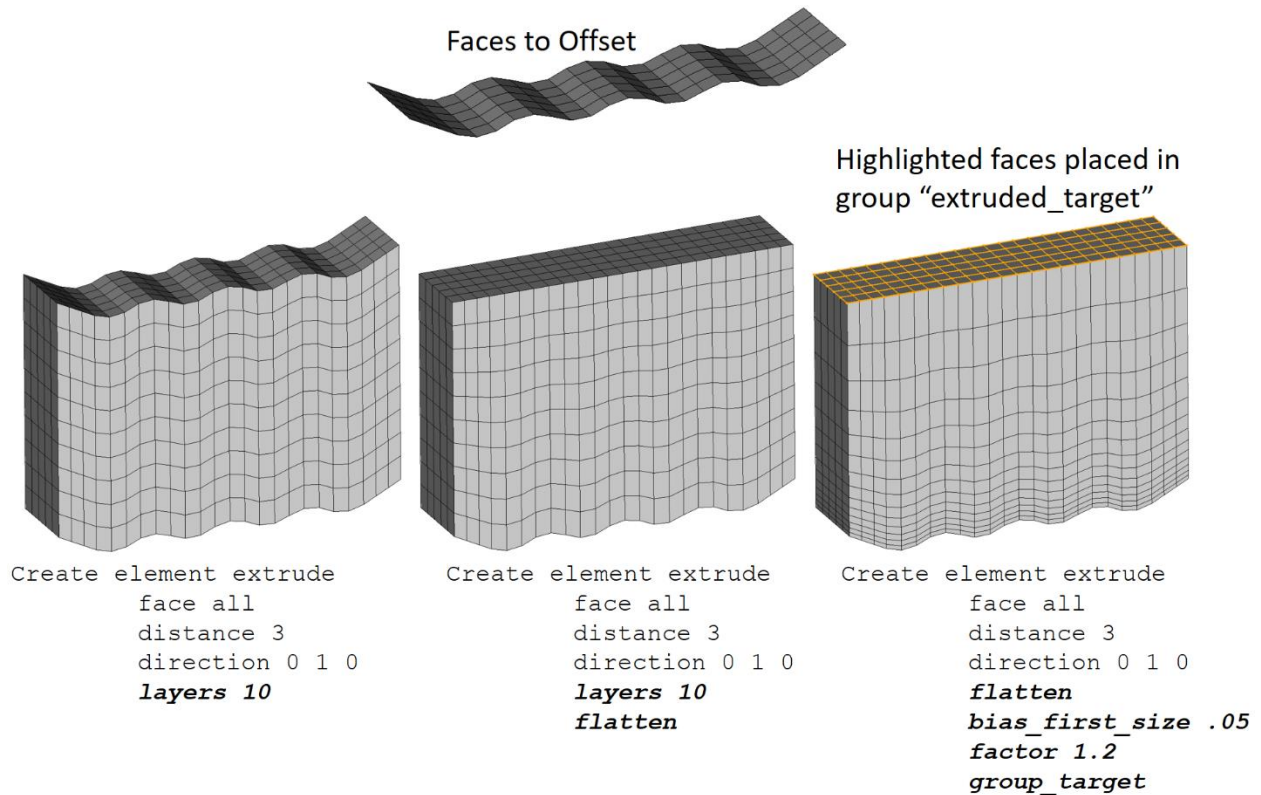 Faces to Offset
Highlighted faces placed in
group “extruded_target”
Create element extrude
face all
distance 3
direction 0 1 0
layers 10
Create element extrude
face all
distance 3
direction 0 1 0
layers 10
flatten
Create element extrude
face all
distance 3
direction 0 1 0
flatten
bias_first_size .05
factor 1.2
group_target